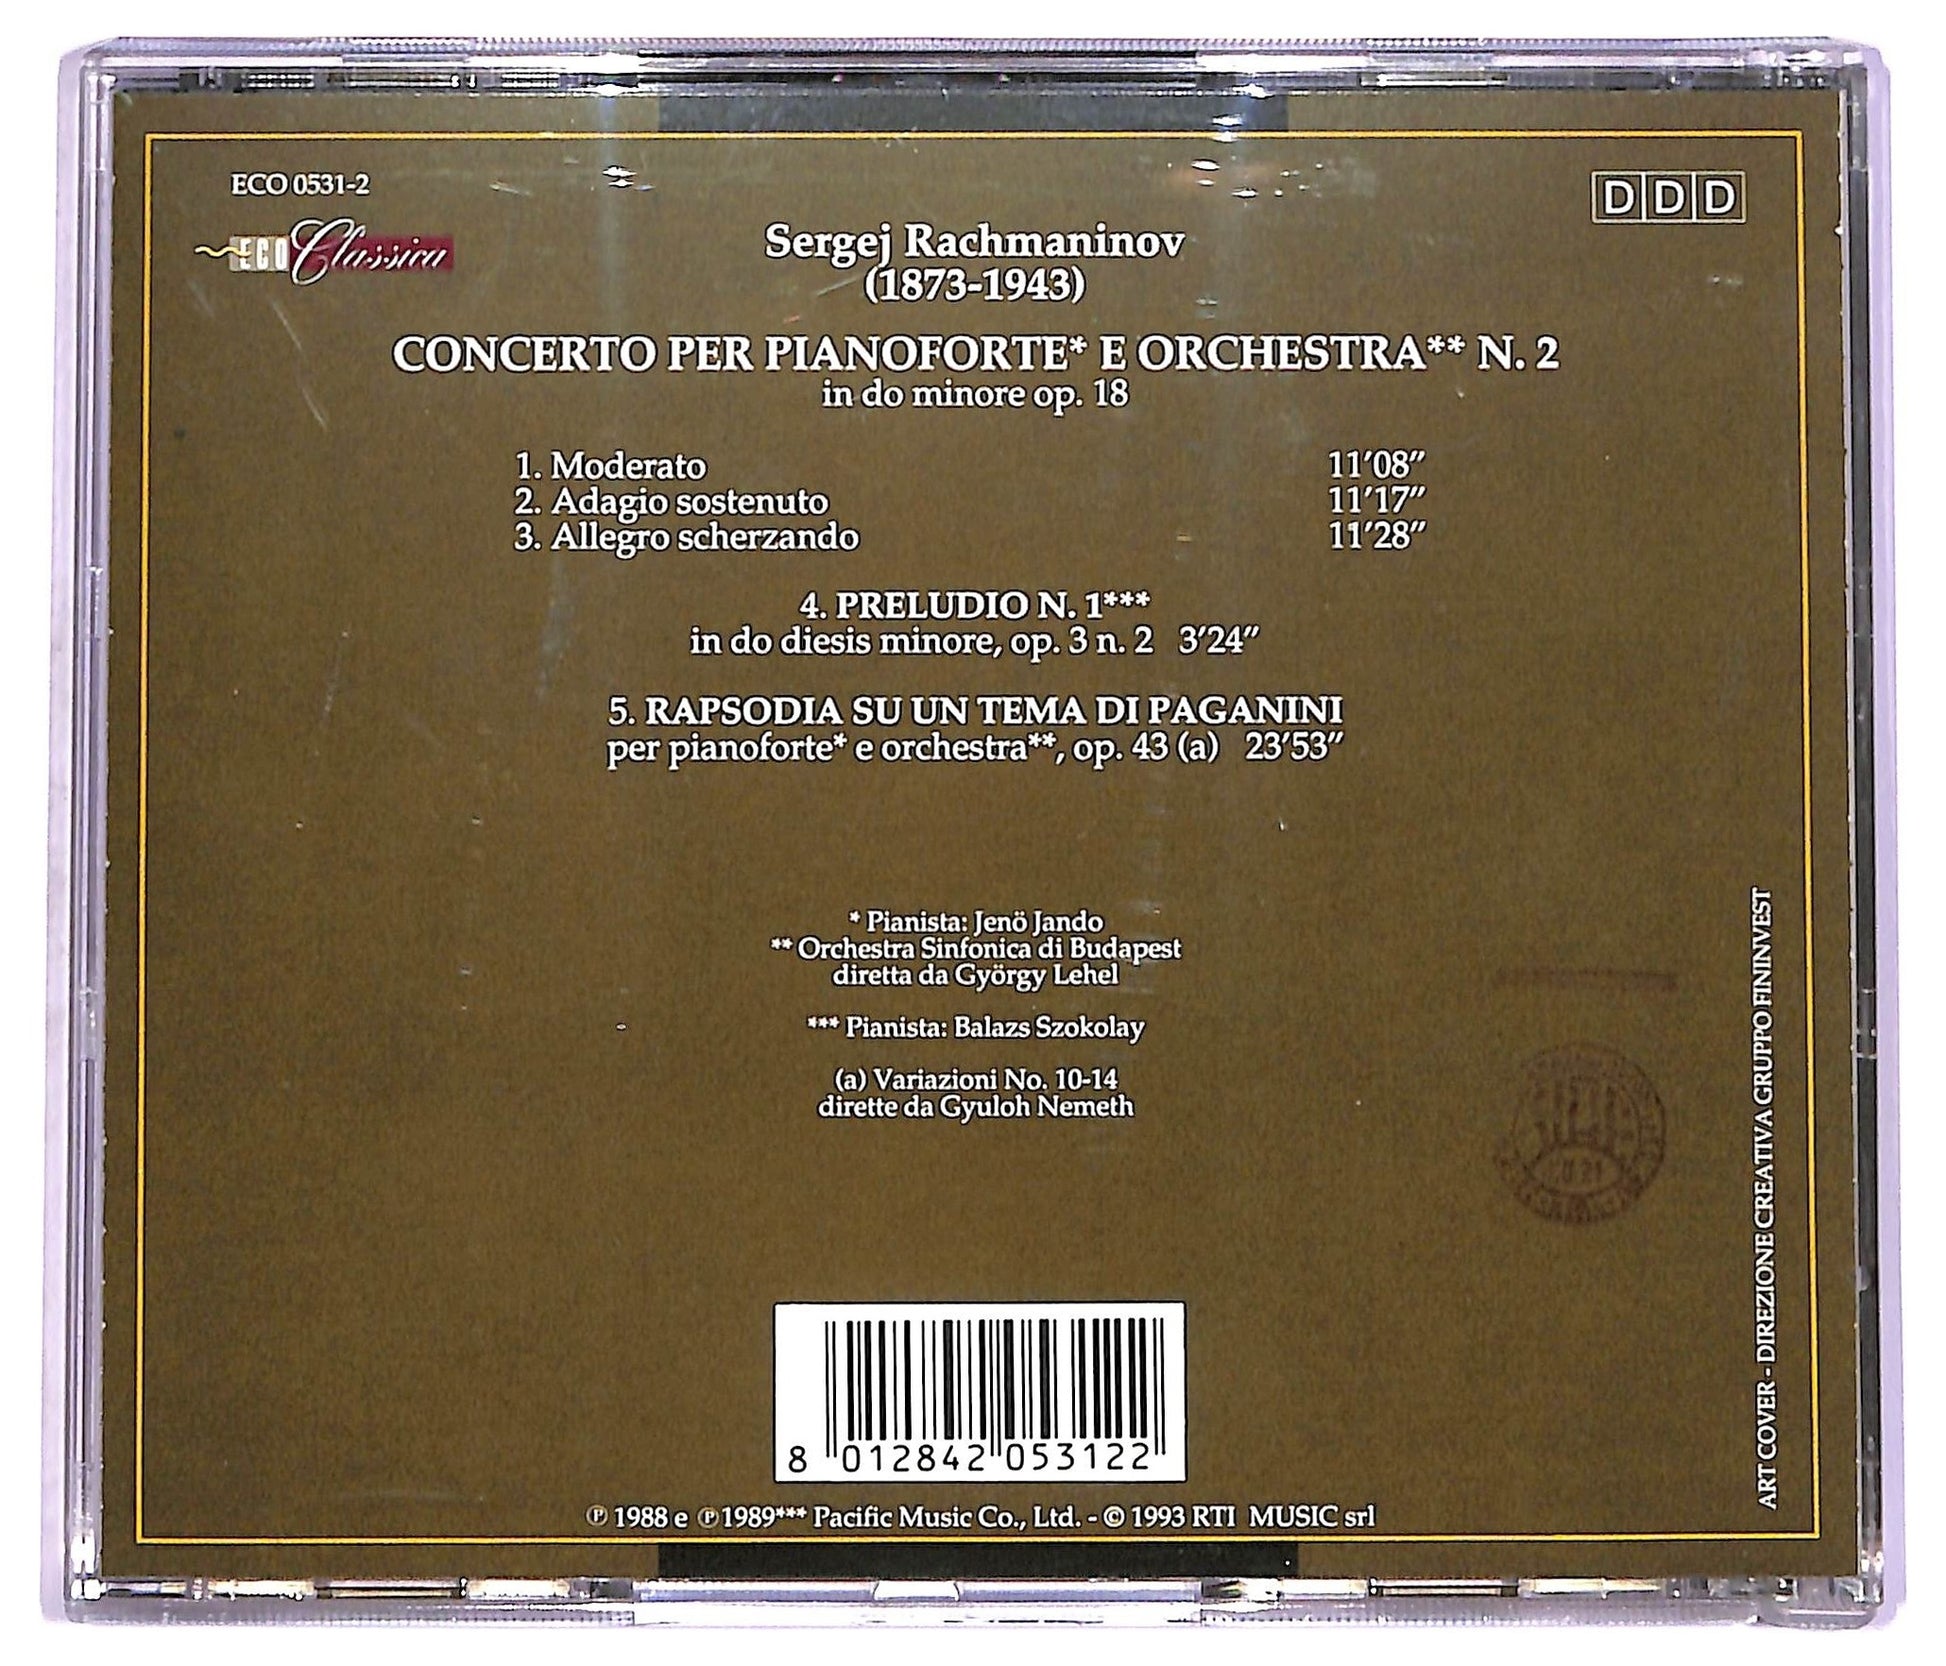 ECO 0531-2
DDD
ECO Classica
Sergej Rachmaninov
(1873-1943)
CONCERTO PER PIANOFORTE* E ORCHESTRA** N. 2
in do minore op. 18
1. Moderato 11'08"
2. Adagio sostenuto 11'17"
3. Allegro scherzando 11'28"
4. PRELUDIO N. 1***
in do diesis minore, op. 3 n. 2 3'24"
5. RAPSODIA SU UN TEMA DI PAGANINI
per pianoforte* e orchestra**, op. 43 (a) 23'53"
* Pianista: Jenö Jando
** Orchestra Sinfonica di Budapest
diretta da György Lehel
*** Pianista: Balazs Szokolay
(a) Variazioni No. 10-14
dirette da Gyuloh Nemeth
ART COVER - DIREZIONE CREATIVA GRUPPO FININVEST
8 012842 053122
℗ 1988 e ℗ 1989*** Pacific Music Co., Ltd. - © 1993 RTI MUSIC srl